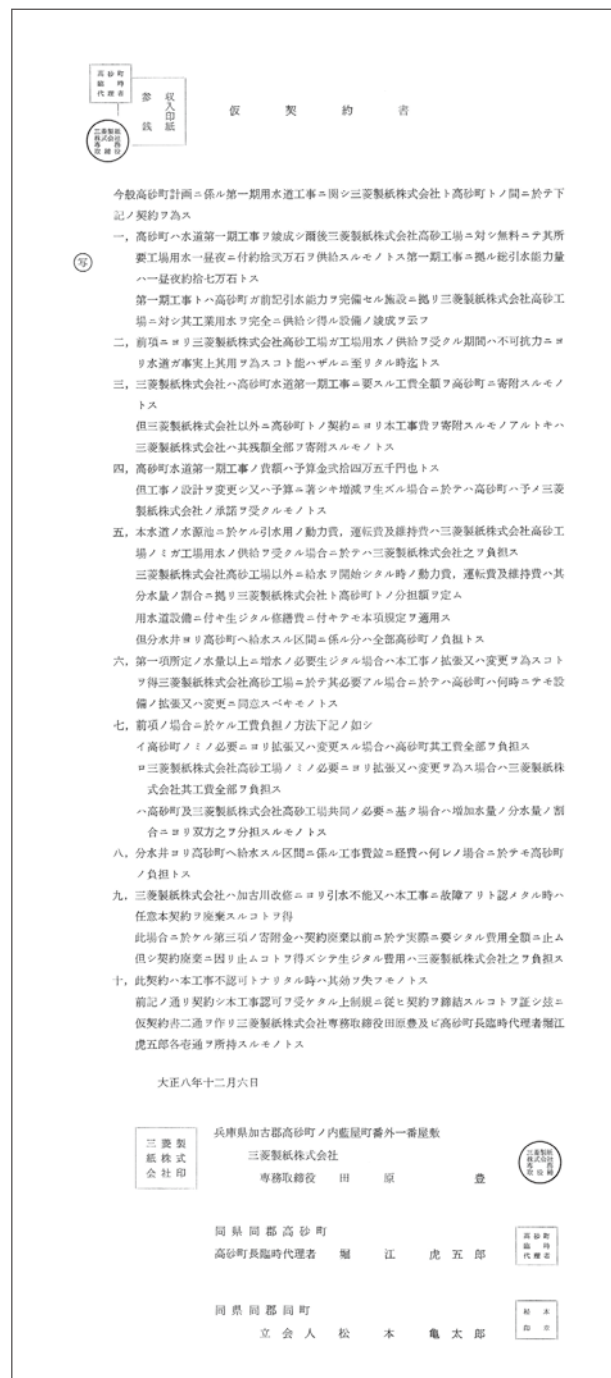 高砂町
臨時
代理者
収入印紙
参銭
三菱製紙
株式会社
専務
取締役
仮契約書
写
今般高砂町計画ニ係ル第一期用水道工事ニ関シ三菱製紙株式会社ト高砂町トノ間ニ於テ下
記ノ契約ヲ為ス
一，高砂町ハ水道第一期工事ヲ竣成シ爾後三菱製紙株式会社高砂工場ニ対シ無料ニテ其所
要工場用水一昼夜ニ付約拾弐万石ヲ供給スルモノトス第一期工事ニ拠ル総引水能力量
ハ一昼夜約拾七万石トス
第一期工事トハ高砂町ガ前記引水能力ヲ完備セル施設ニ拠リ三菱製紙株式会社高砂工
場ニ対シ其工業用水ヲ完全ニ供給シ得ル設備ノ竣成ヲ云フ
二，前項ニヨリ三菱製紙株式会社高砂工場ガ工場用水ノ供給ヲ受クル期間ハ不可抗力ニヨ
リ水道ガ事実上其用ヲ為スコト能ハザルニ至リタル時迄トス
三，三菱製紙株式会社ハ高砂町水道第一期工事ニ要スル工費全額ヲ高砂町ニ寄附スルモノ
トス
但三菱製紙株式会社以外ニ高砂町トノ契約ニヨリ本工事費ヲ寄附スルモノアルトキハ
三菱製紙株式会社ハ其残額全部ヲ寄附スルモノトス
四，高砂町水道第一期工事ノ費額ハ予算金弐拾四万五千円也トス
但工事ノ設計ヲ変更シ又ハ予算ニ著シキ増減ヲ生ズル場合ニ於テハ高砂町ハ予メ三菱
製紙株式会社ノ承諾ヲ受クルモノトス
五，本水道ノ水源池ニ於ケル引水用ノ動力費，運転費及維持費ハ三菱製紙株式会社高砂工
場ノミガ工場用水ノ供給ヲ受クル場合ニ於テハ三菱製紙株式会社之ヲ負担ス
三菱製紙株式会社高砂工場以外ニ給水ヲ開始シタル時ノ動力費，運転費及維持費ハ其
分水量ノ割合ニ拠リ三菱製紙株式会社ト高砂町トノ分担額ヲ定ム
用水道設備ニ付キ生ジタル修繕費ニ付キテモ本項規定ヲ適用ス
但分水井ヨリ高砂町ヘ給水スル区間ニ係ル分ハ全部高砂町ノ負担トス
六，第一項所定ノ水量以上ニ増水ノ必要生ジタル場合ハ本工事ノ拡張又ハ変更ヲ為スコト
ヲ得三菱製紙株式会社高砂工場ニ於テ其必要アル場合ニ於テハ高砂町ハ何時ニテモ設
備ノ拡張又ハ変更ニ同意スベキモノトス
七，前項ノ場合ニ於ケル工費負担ノ方法下記ノ如シ
イ高砂町ノミノ必要ニヨリ拡張又ハ変更スル場合ハ高砂町其工費全部ヲ負担ス
ロ三菱製紙株式会社高砂工場ノミノ必要ニヨリ拡張又ハ変更ヲ為ス場合ハ三菱製紙株
式会社其工費全部ヲ負担ス
ハ高砂町及三菱製紙株式会社高砂工場共同ノ必要ニ基ク場合ハ増加水量ノ分水量ノ割
合ニヨリ双方之ヲ分担スルモノトス
八，分水井ヨリ高砂町ヘ給水スル区間ニ係ル工事費竝ニ経費ハ何レノ場合ニ於テモ高砂町
ノ負担トス
九，三菱製紙株式会社ハ加古川改修ニヨリ引水不能又ハ本工事ニ故障アリト認メタル時ハ
任意本契約ヲ廃棄スルコトヲ得
此場合ニ於ケル第三項ノ寄附金ハ契約廃棄以前ニ於テ実際ニ要シタル費用全額ニ止ム
但シ契約廃棄ニ因リ止ムコトヲ得ズシテ生ジタル費用ハ三菱製紙株式会社之ヲ負担ス
十，此契約ハ本工事不認可トナリタル時ハ其効ヲ失フモノトス
前記ノ通リ契約シ本工事認可ヲ受ケタル上制規ニ従ヒ契約ヲ締結スルコトヲ証シ玆ニ
仮契約書二通ヲ作リ三菱製紙株式会社専務取締役田原豊及ビ高砂町長臨時代理者堀江
虎五郎各壱通ヲ所持スルモノトス
大正八年十二月六日
兵庫県加古郡高砂町ノ内藍屋町番外一番屋敷
三菱製紙株式会社
専務取締役 田原豊
三菱製
紙株式
会社印
三菱製紙
株式会社
専務
取締役
同県同郡高砂町
高砂町長臨時代理者 堀江虎五郎
高砂町
臨時
代理者
同県同郡同町
立会人 松本亀太郎
松本